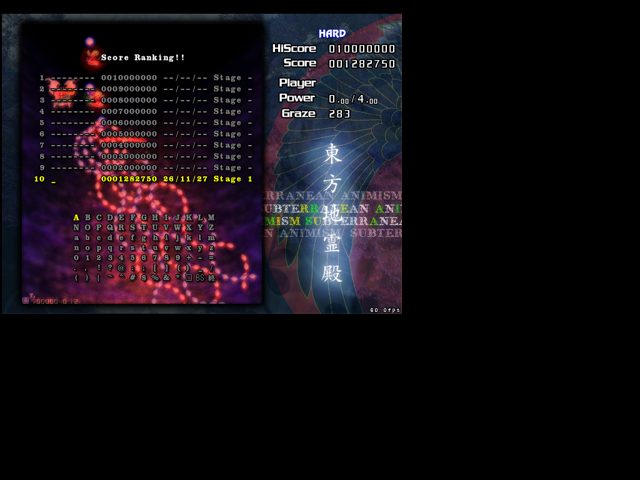 HARD
HiScore 010000000
Score 001282750
Player
Power 0.00/4.00
Graze 283
Score Ranking!!
1 -------- 0010000000 --/--/-- Stage -
2 -------- 0009000000 --/--/-- Stage -
3 -------- 0008000000 --/--/-- Stage -
4 -------- 0007000000 --/--/-- Stage -
5 -------- 0006000000 --/--/-- Stage -
6 -------- 0005000000 --/--/-- Stage -
7 -------- 0004000000 --/--/-- Stage -
8 -------- 0003000000 --/--/-- Stage -
9 -------- 0002000000 --/--/-- Stage -
10 _ 0001282750 26/11/27 Stage 1
A B C D E F G H I J K L M
N O P Q R S T U V W X Y Z
a b c d e f g h i j k l m
n o p q r s t u v w x y z
0 1 2 3 4 5 6 7 8 9 + - =
. , ! ? @ : ; [ ] ( ) _ /
{ } | ~ ^ # $ % & * □ BS 終
東方地霊殿
SUBTERRANEAN ANIMISM
60.0fps